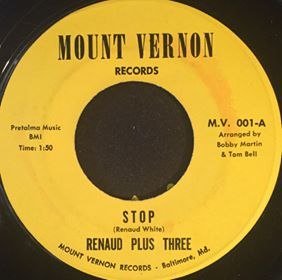 MOUNT VERNON
RECORDS
Pretalma Music
BMI
Time: 1:50
M.V. 001-A
Arranged by
Bobby Martin
& Tom Bell
STOP
(Renaud White)
RENAUD PLUS THREE
MOUNT VERNON RECORDS - Baltimore, Md.